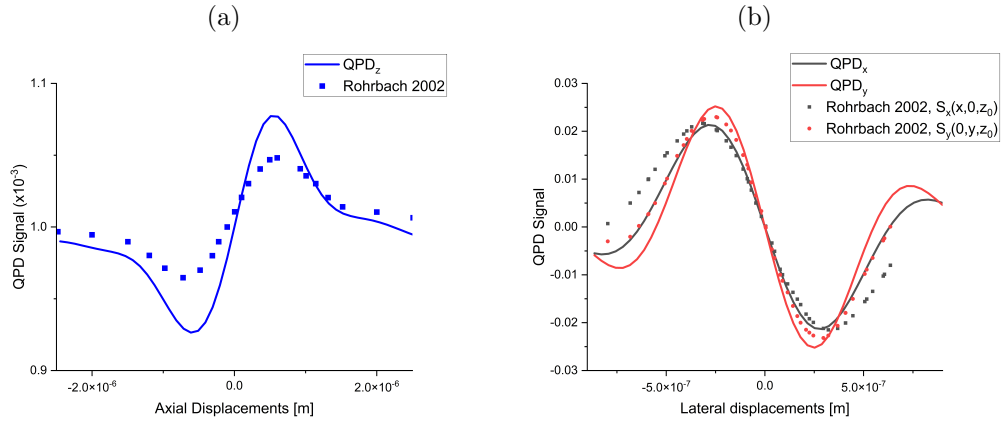 (a)
(b)
QPD_z
Rohrbach 2002
QPD_x
QPD_y
Rohrbach 2002, S_x(x,0,z_0)
Rohrbach 2002, S_y(0,y,z_0)
1.1
1.0
0.9
QPD Signal (x10⁻³)
-2.0×10⁻⁶
0.0
2.0×10⁻⁶
Axial Displacements [m]
0.03
0.02
0.01
0.00
-0.01
-0.02
-0.03
QPD Signal
-5.0×10⁻⁷
0.0
5.0×10⁻⁷
Lateral displacements [m]